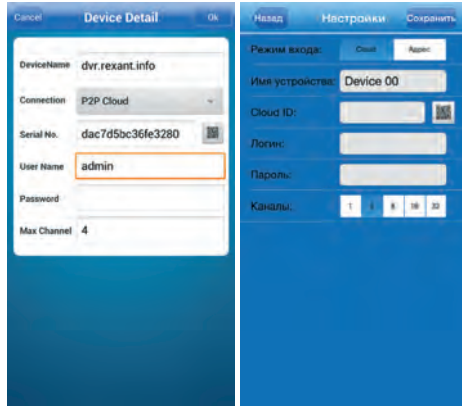 Cancel Device Detail Ok
DeviceName dvr.rexant.info
Connection P2P Cloud
Serial No. dac7d5bc36fe3280
User Name admin
Password
Max Channel 4
Назад Настройки Сохранить
Режим входа: Cloud Адрес
Имя устройства: Device 00
Cloud ID:
Логин:
Пароль:
Каналы: 1 4 8 16 32